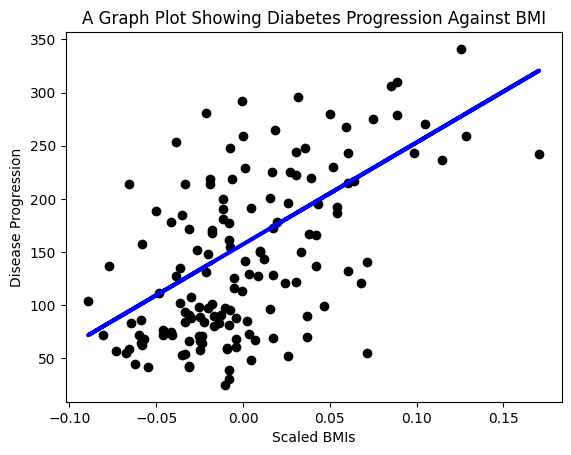 A Graph Plot Showing Diabetes Progression Against BMI
350
300
250
200
150
100
50
Disease Progression
−0.10 −0.05 0.00 0.05 0.10 0.15
Scaled BMIs